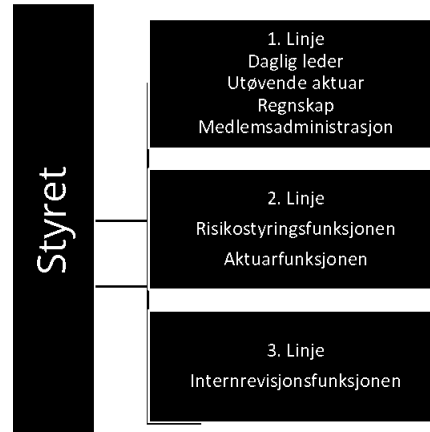 Styret
1. Linje
Daglig leder
Utøvende aktuar
Regnskap
Medlemsadministrasjon
2. Linje
Risikostyringsfunksjonen
Aktuarfunksjonen
3. Linje
Internrevisjonsfunksjonen